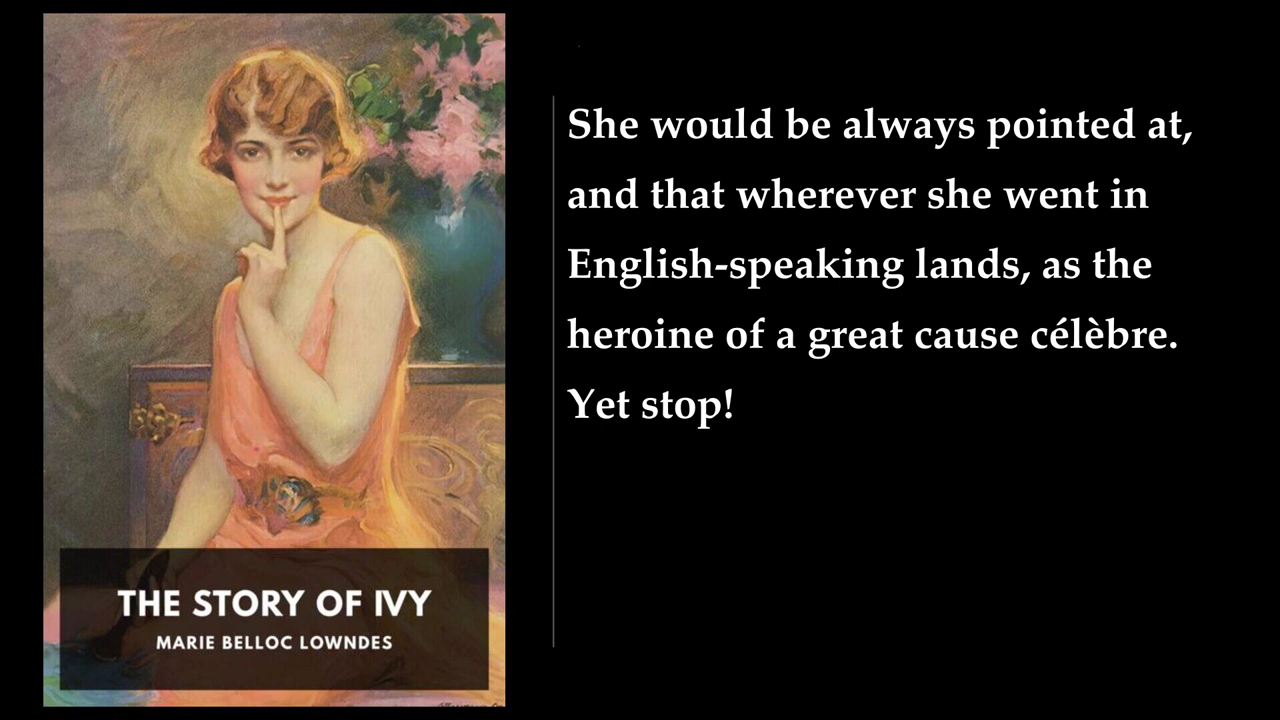 THE STORY OF IVY
MARIE BELLOC LOWNDES
She would be always pointed at,
and that wherever she went in
English-speaking lands, as the
heroine of a great cause célèbre.
Yet stop!